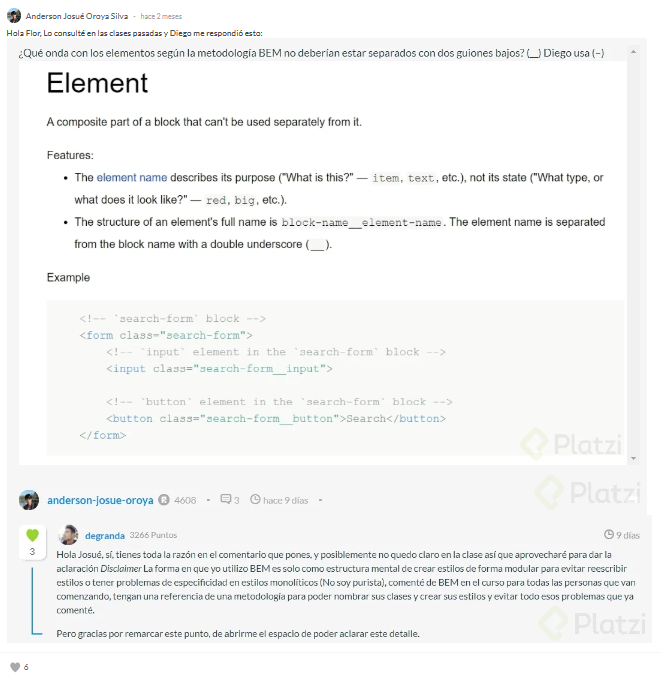 Anderson Josué Oroya Silva - hace 2 meses
Hola Flor, Lo consulté en las clases pasadas y Diego me respondió esto:
¿Qué onda con los elementos según la metodología BEM no deberían estar separados con dos guiones bajos? (__) Diego usa (-)
Element
A composite part of a block that can't be used separately from it.
Features:
• The element name describes its purpose ("What is this?" — item, text, etc.), not its state ("What type, or
what does it look like?" — red, big, etc.).
• The structure of an element's full name is block-name__element-name. The element name is separated
from the block name with a double underscore (__).
Example
<!-- `search-form` block -->
<form class="search-form">
<!-- `input` element in the `search-form` block -->
<input class="search-form__input">
<!-- `button` element in the `search-form` block -->
<button class="search-form__button">Search</button>
</form>
Platzi
Platzi
anderson-josue-oroya R 4608 · 3 hace 9 días ·
3
degranda 3266 Puntos 9 días
Hola Josué, sí, tienes toda la razón en el comentario que pones, y posiblemente no quedo claro en la clase así que aprovecharé para dar la
aclaración Disclaimer La forma en que yo utilizo BEM es solo como estructura mental de crear estilos de forma modular para evitar reescribir
estilos o tener problemas de especificidad en estilos monolíticos (No soy purista), comenté de BEM en el curso para todas las personas que van
comenzando, tengan una referencia de una metodología para poder nombrar sus clases y crear sus estilos y evitar todo esos problemas que ya
comenté.
Pero gracias por remarcar este punto, de abrirme el espacio de poder aclarar este detalle.
Platzi
6